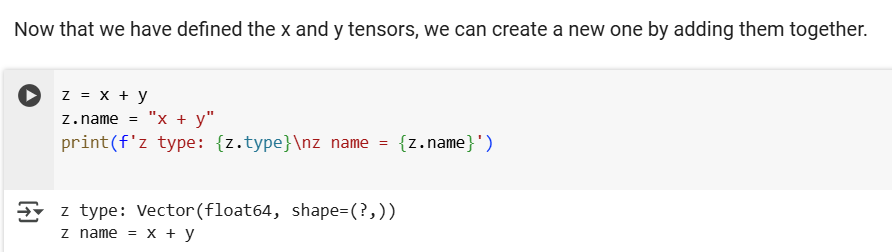 Now that we have defined the x and y tensors, we can create a new one by adding them together.
z = x + y
z.name = "x + y"
print(f'z type: {z.type}\nz name = {z.name}')
z type: Vector(float64, shape=(?,))
z name = x + y